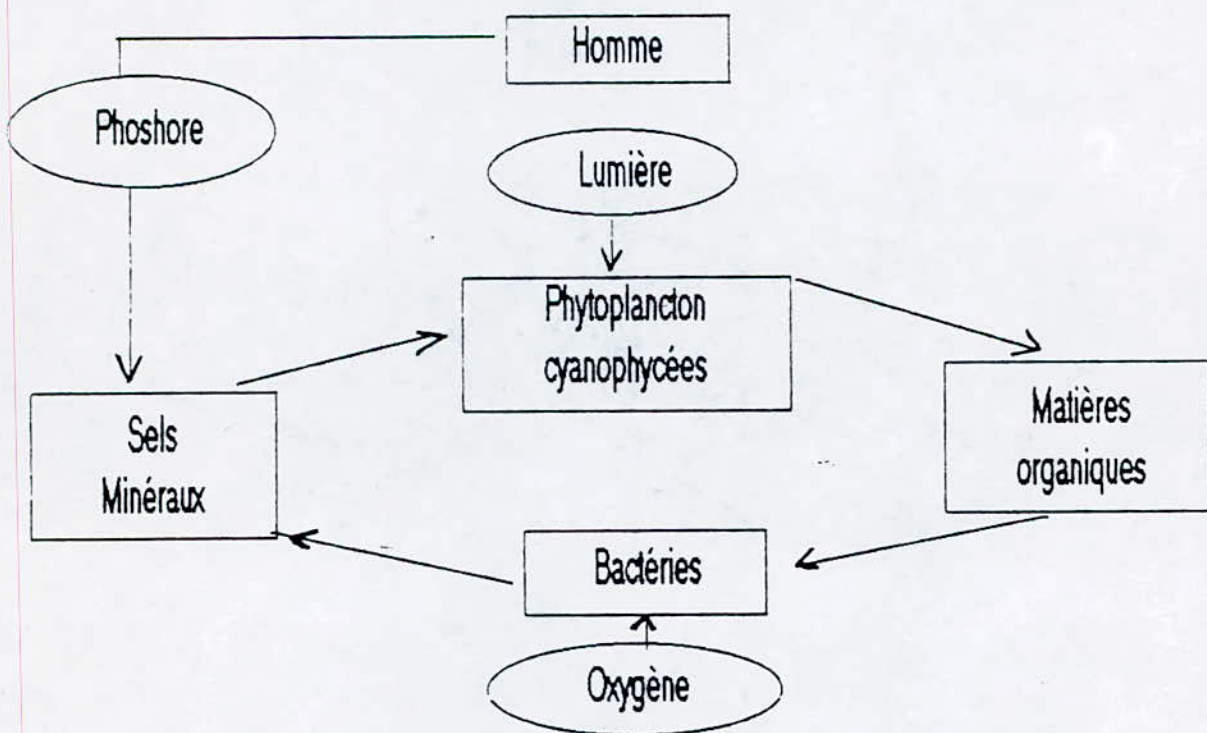 Homme
Phoshore
Lumière
Phytoplancton
cyanophycées
Matières
organiques
Sels
Minéraux
Bactéries
Oxygène